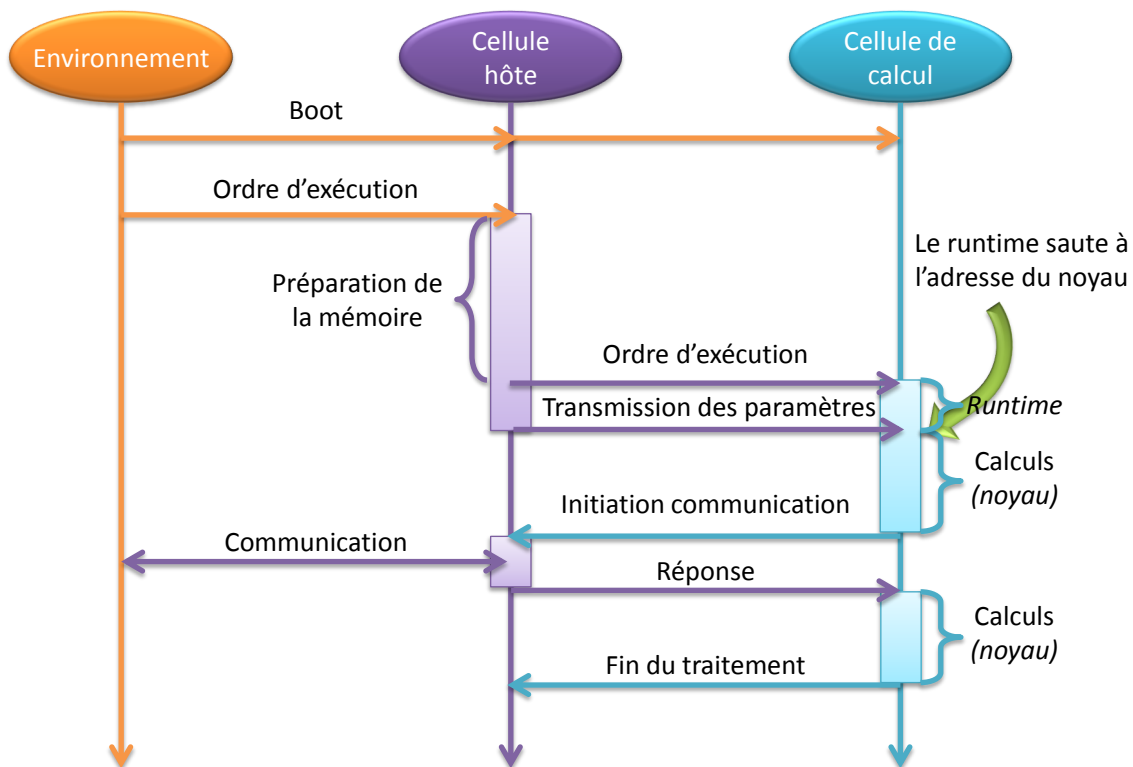 Environnement
Cellule
hôte
Cellule de
calcul
Boot
Ordre d'exécution
Le runtime saute à
l'adresse du noyau
Préparation de
la mémoire
Ordre d'exécution
Transmission des paramètres
Runtime
Calculs
(noyau)
Initiation communication
Communication
Réponse
Calculs
(noyau)
Fin du traitement